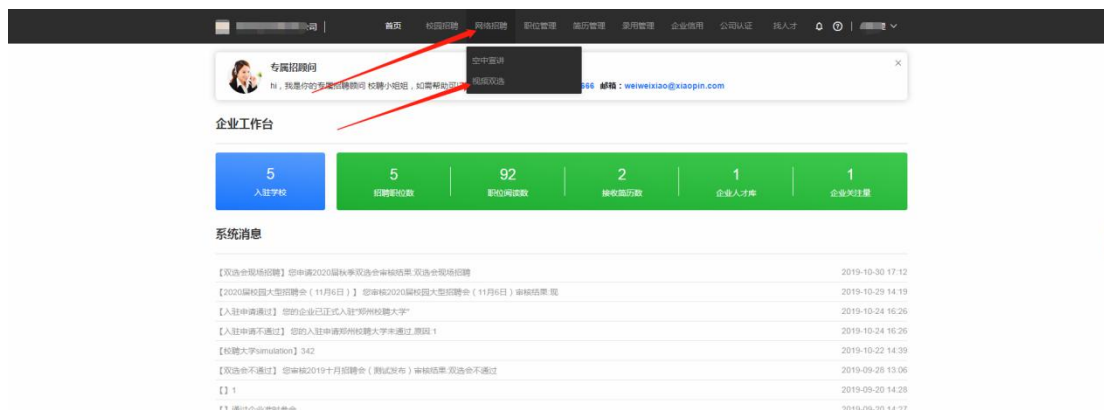 司 |
首页 校园招聘 网络招聘 职位管理 简历管理 录用管理 企业信用 公司认证 找人才
空中宣讲
视频双选
专属招顾问
hi,我是你的专属招聘顾问 校聘小姐姐,如需帮助可 666 邮箱:weiweixiao@xiaopin.com
企业工作台
5 5 92 2 1 1
入驻学校 招聘职位数 职位阅读数 接收简历数 企业人才库 企业关注量
系统消息
【双选会现场招聘】您申请2020届秋季双选会审核结果 双选会现场招聘 2019-10-30 17:12
【2020届校园大型招聘会(11月6日)】 您审核2020届校园大型招聘会(11月6日)审核结果 现 2019-10-29 14:19
【入驻申请通过】 您的企业已正式入驻"郑州校聘大学" 2019-10-24 16:26
【入驻申请不通过】 您的入驻申请郑州校聘大学未通过,原因:1 2019-10-24 16:26
【校聘大学simulation】342 2019-10-22 14:39
【双选会不通过】 您审核2019十月招聘会(测试发布)审核结果 双选会不通过 2019-09-28 13:06
【】1 2019-09-20 14:28
【】通过企业 2019-09-20 14:27